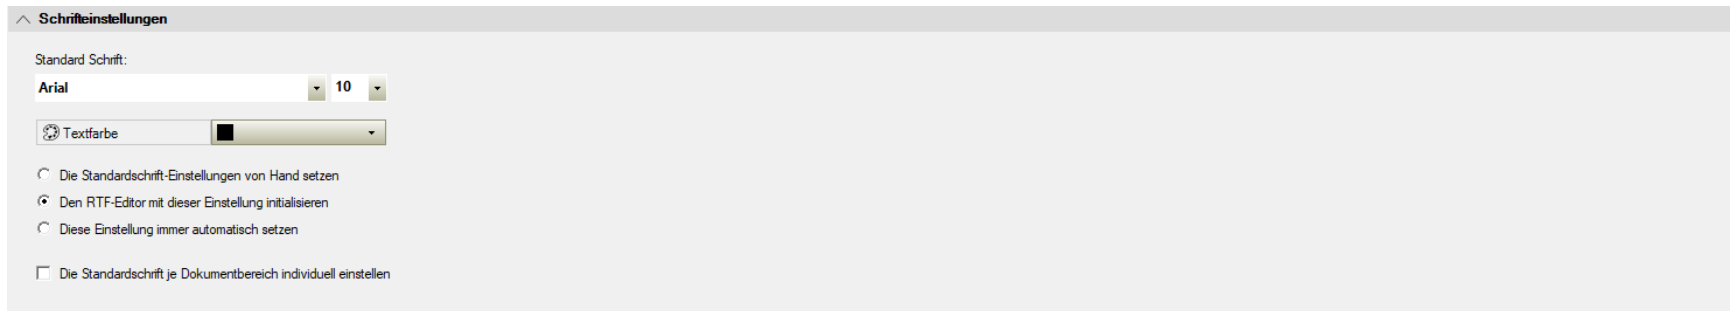 Schrifteinstellungen
Standard Schrift:
Arial 10
Textfarbe
Die Standardschrift-Einstellungen von Hand setzen
Den RTF-Editor mit dieser Einstellung initialisieren
Diese Einstellung immer automatisch setzen
Die Standardschrift je Dokumentbereich individuell einstellen